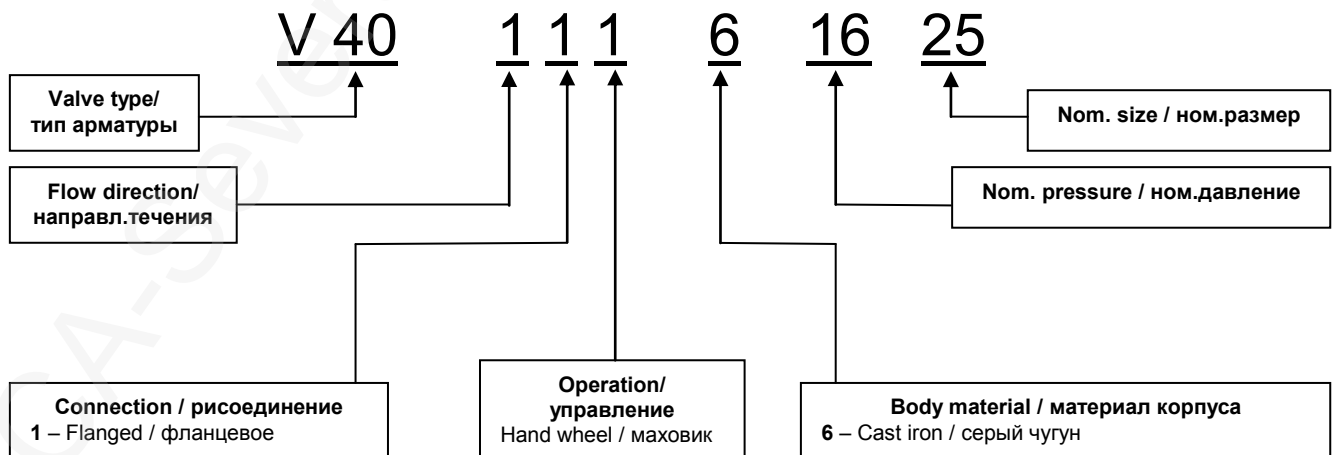 V 40 1 1 1 6 16 25
Valve type/
тип арматуры
Nom. size / ном.размер
Flow direction/
направл.течения
Nom. pressure / ном.давление
Connection / рисоединение
1 – Flanged / фланцевое
Operation/
управление
Hand wheel / маховик
Body material / материал корпуса
6 – Cast iron / серый чугун
CA-Sever